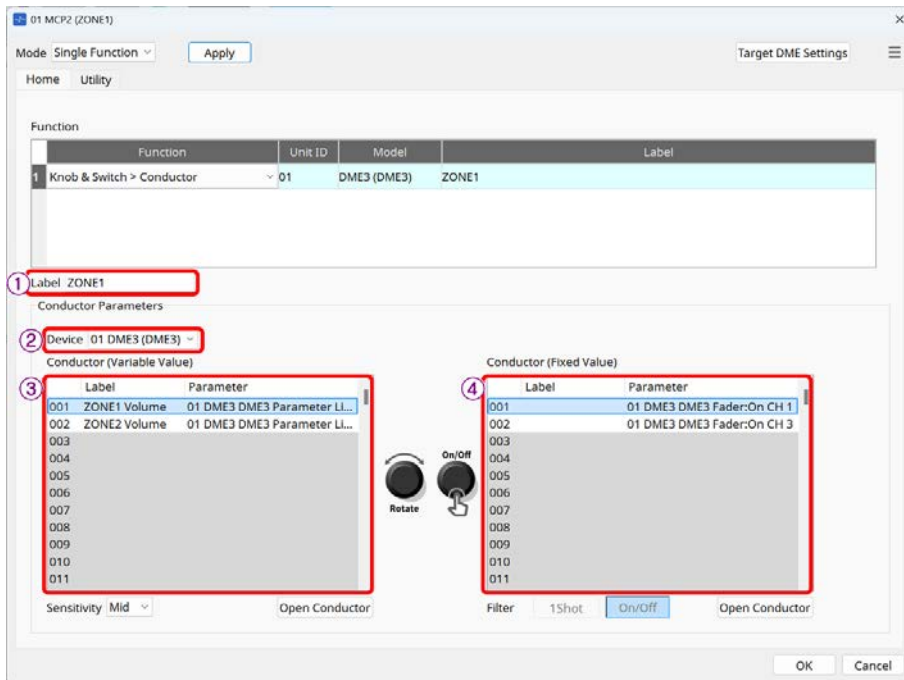 01 MCP2 (ZONE1)
Mode Single Function Apply Target DME Settings
Home Utility
Function
Function Unit ID Model Label
1 Knob & Switch > Conductor 01 DME3 (DME3) ZONE1
① Label ZONE1
Conductor Parameters
② Device 01 DME3 (DME3)
Conductor (Variable Value) Conductor (Fixed Value)
③ Label Parameter ④ Label Parameter
001 ZONE1 Volume 01 DME3 DME3 Parameter Li... 001 01 DME3 DME3 Fader:On CH 1
002 ZONE2 Volume 01 DME3 DME3 Parameter Li... 002 01 DME3 DME3 Fader:On CH 3
003 003
004 On/Off 004
005 005
006 006
007 Rotate 007
008 008
009 009
010 010
011 011
Sensitivity Mid Open Conductor Filter 1Shot On/Off Open Conductor
OK Cancel